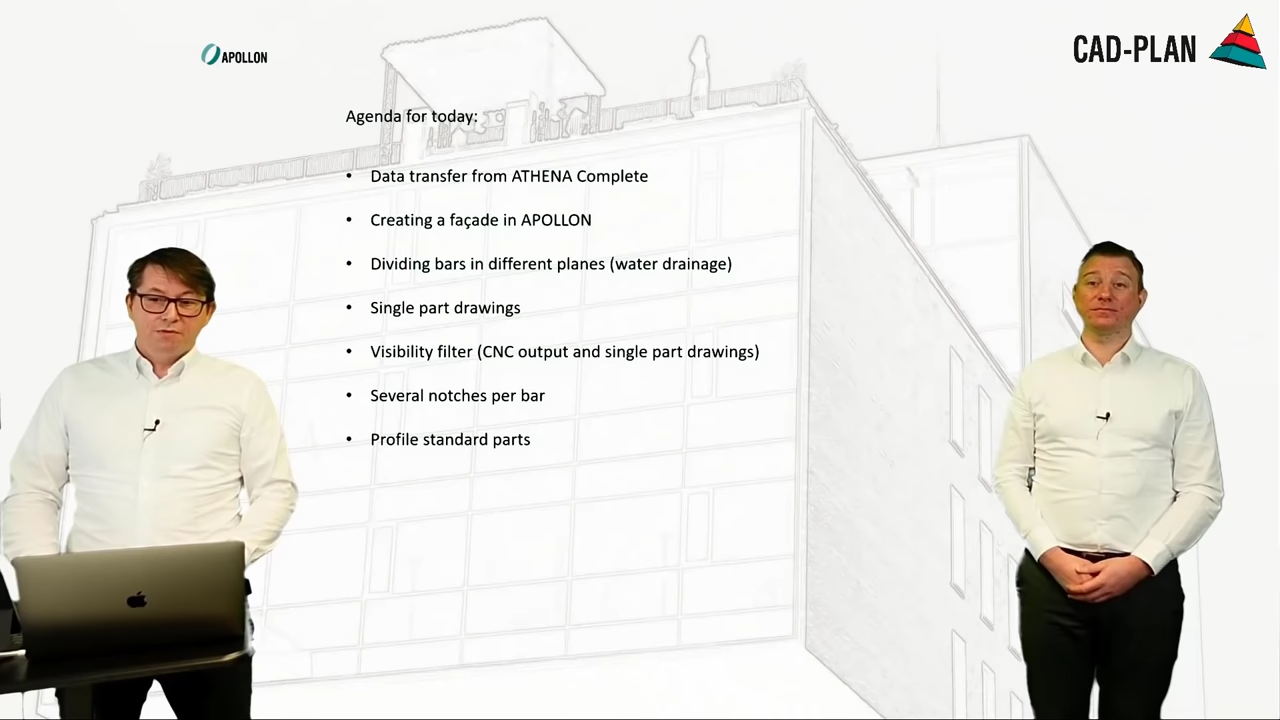 APOLLON
CAD-PLAN
Agenda for today:
• Data transfer from ATHENA Complete
• Creating a façade in APOLLON
• Dividing bars in different planes (water drainage)
• Single part drawings
• Visibility filter (CNC output and single part drawings)
• Several notches per bar
• Profile standard parts